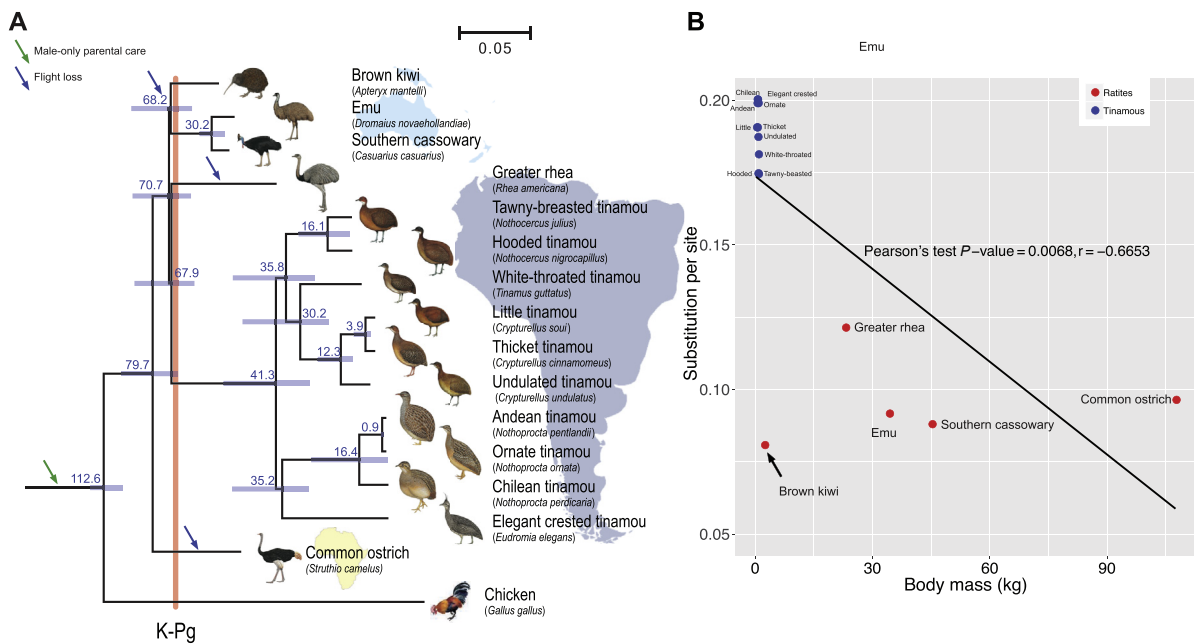 A
Male-only parental care
Flight loss
0.05
68.2
30.2
70.7
67.9
79.7
112.6
16.1
35.8
30.2
3.9
12.3
41.3
0.9
16.4
35.2
Brown kiwi
(Apteryx mantelli)
Emu
(Dromaius novaehollandiae)
Southern cassowary
(Casuarius casuarius)
Greater rhea
(Rhea americana)
Tawny-breasted tinamou
(Nothocercus julius)
Hooded tinamou
(Nothocercus nigrocapillus)
White-throated tinamou
(Tinamus guttatus)
Little tinamou
(Crypturellus soui)
Thicket tinamou
(Crypturellus cinnamomeus)
Undulated tinamou
(Crypturellus undulatus)
Andean tinamou
(Nothoprocta pentlandii)
Ornate tinamou
(Nothoprocta ornata)
Chilean tinamou
(Nothoprocta perdicaria)
Elegant crested tinamou
(Eudromia elegans)
Common ostrich
(Struthio camelus)
Chicken
(Gallus gallus)
K-Pg
B
Emu
Ratites
Tinamous
Chilean
Elegant crested
Ornate
Andean
Little
Thicket
Undulated
White-throated
Hooded
Tawny-beasted
Pearson's test P-value = 0.0068, r = -0.6653
Greater rhea
Common ostrich
Emu
Southern cassowary
Brown kiwi
Substitution per site
0.20
0.15
0.10
0.05
0
30
60
90
Body mass (kg)